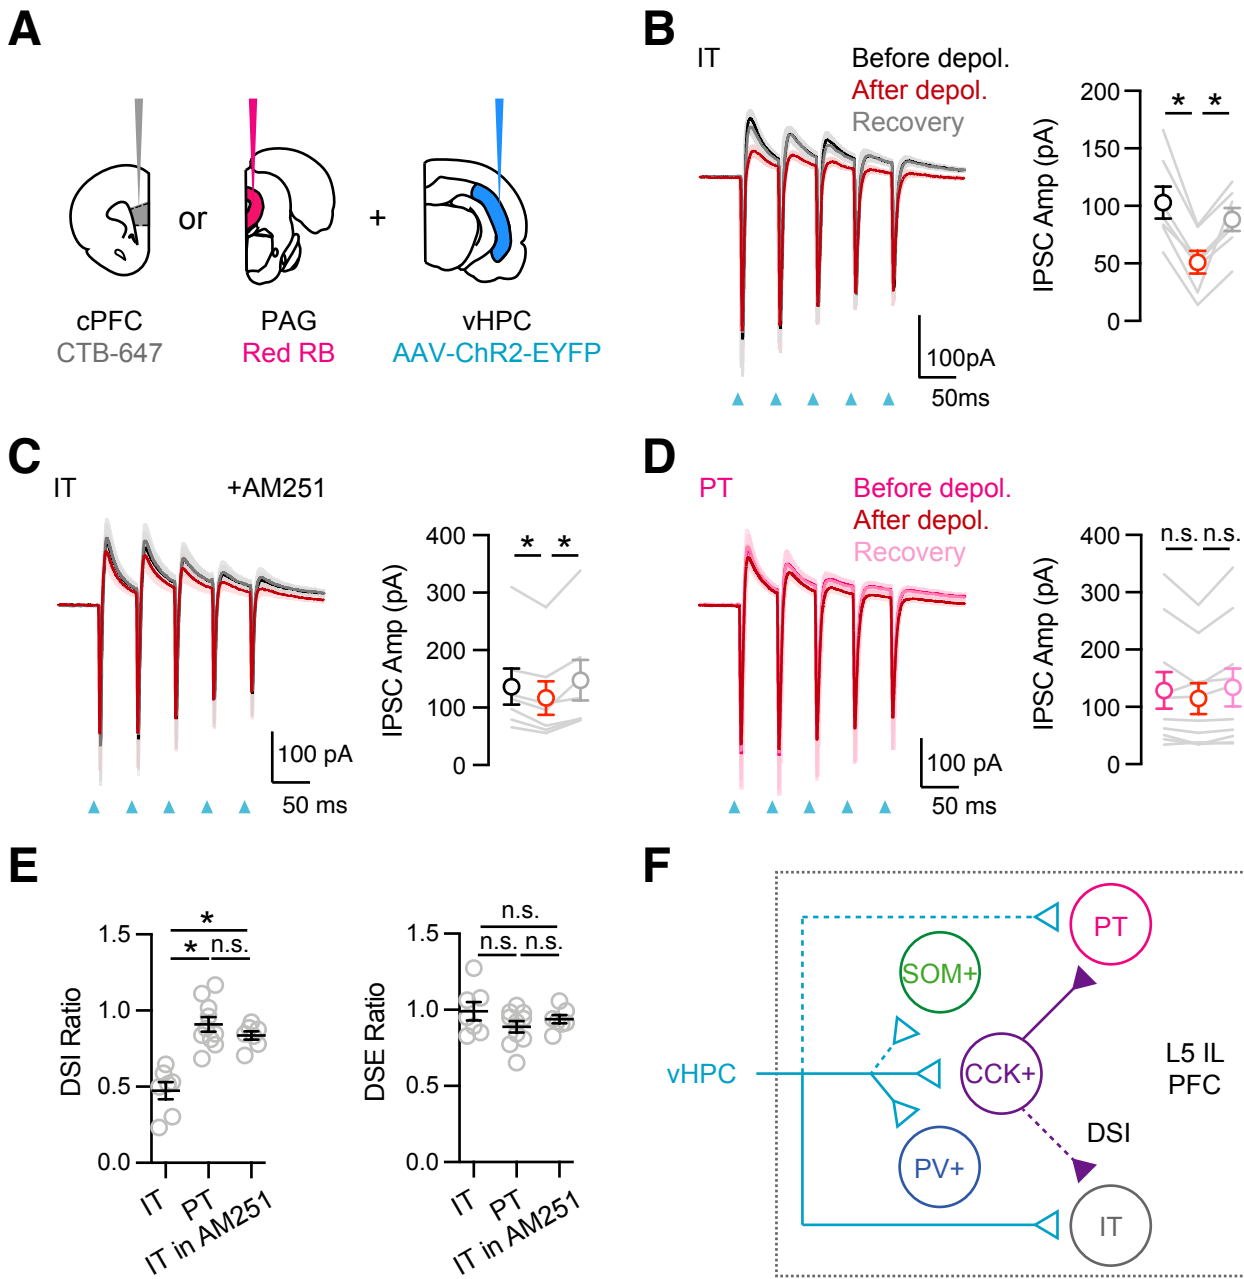 A
or
+
cPFC
CTB-647
PAG
Red RB
vHPC
AAV-ChR2-EYFP
B
IT
Before depol.
After depol.
Recovery
100pA
50ms
IPSC Amp (pA)
200
150
100
50
0
* *
C
IT
+AM251
100 pA
50 ms
IPSC Amp (pA)
400
300
200
100
0
* *
D
PT
Before depol.
After depol.
Recovery
100 pA
50 ms
IPSC Amp (pA)
400
300
200
100
0
n.s. n.s.
E
DSI Ratio
1.5
1.0
0.5
0.0
*
* n.s.
IT
PT
IT in AM251
DSE Ratio
1.5
1.0
0.5
0.0
n.s.
n.s. n.s.
IT
PT
IT in AM251
F
PT
SOM+
vHPC
CCK+
L5 IL
PFC
DSI
PV+
IT